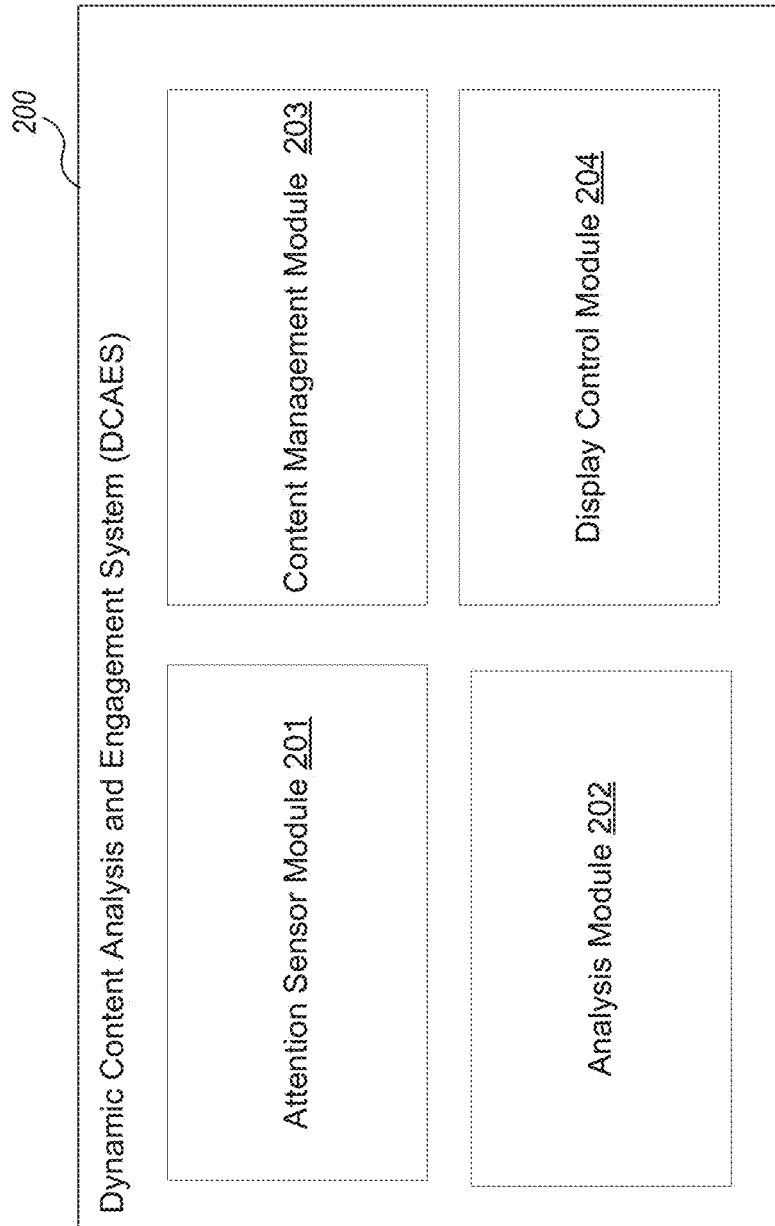 200
Dynamic Content Analysis and Engagement System (DCAES)
Attention Sensor Module 201
Content Management Module 203
Analysis Module 202
Display Control Module 204